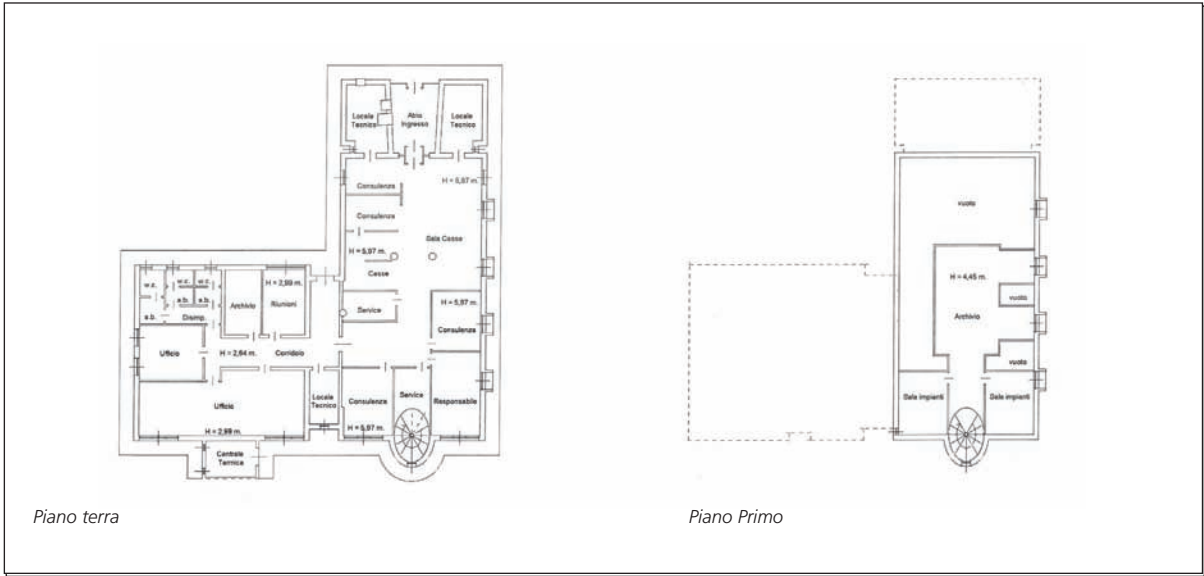 Locale
Tecnico
Atrio
Ingresso
Locale
Tecnico
Consulenza
H = 5,97 m.
Consulenza
Sala Casse
H = 5,97 m.
Casse
Service
H = 5,97 m.
Consulenza
w.c.
w.c.
w.c.
a.b.
a.b.
a.b.
Disimp.
Archivio
H = 2,99 m.
Riunioni
Ufficio
H = 2,94 m.
Corridoio
Ufficio
H = 2,98 m.
Locale
Tecnico
Consulenza
H = 5,97 m.
Service
Responsabile
Centrale
Termica
Piano terra
vuoto
H = 4,45 m.
vuoto
Archivio
vuoto
Sala impianti
Sala impianti
Piano Primo